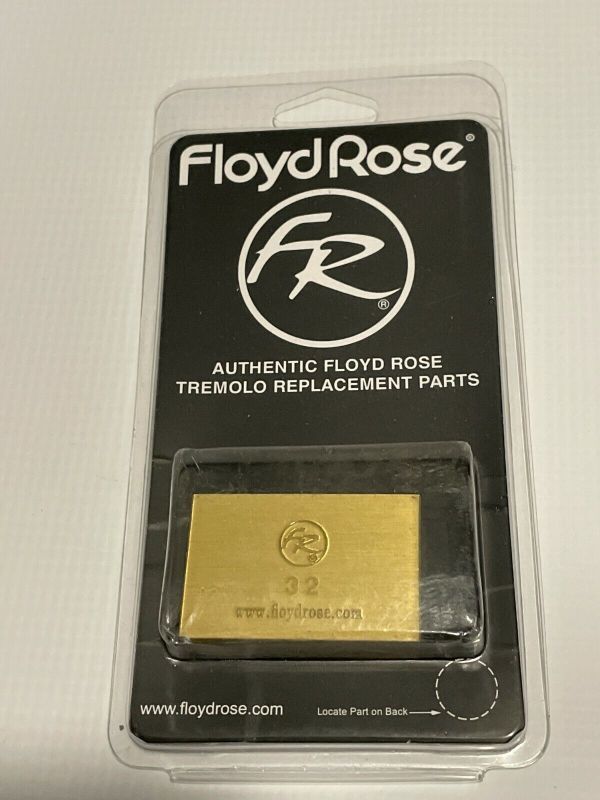 FloydRose®
FR®
AUTHENTIC FLOYD ROSE
TREMOLO REPLACEMENT PARTS
FR®
32
www.floydrose.com
www.floydrose.com
Locate Part on Back